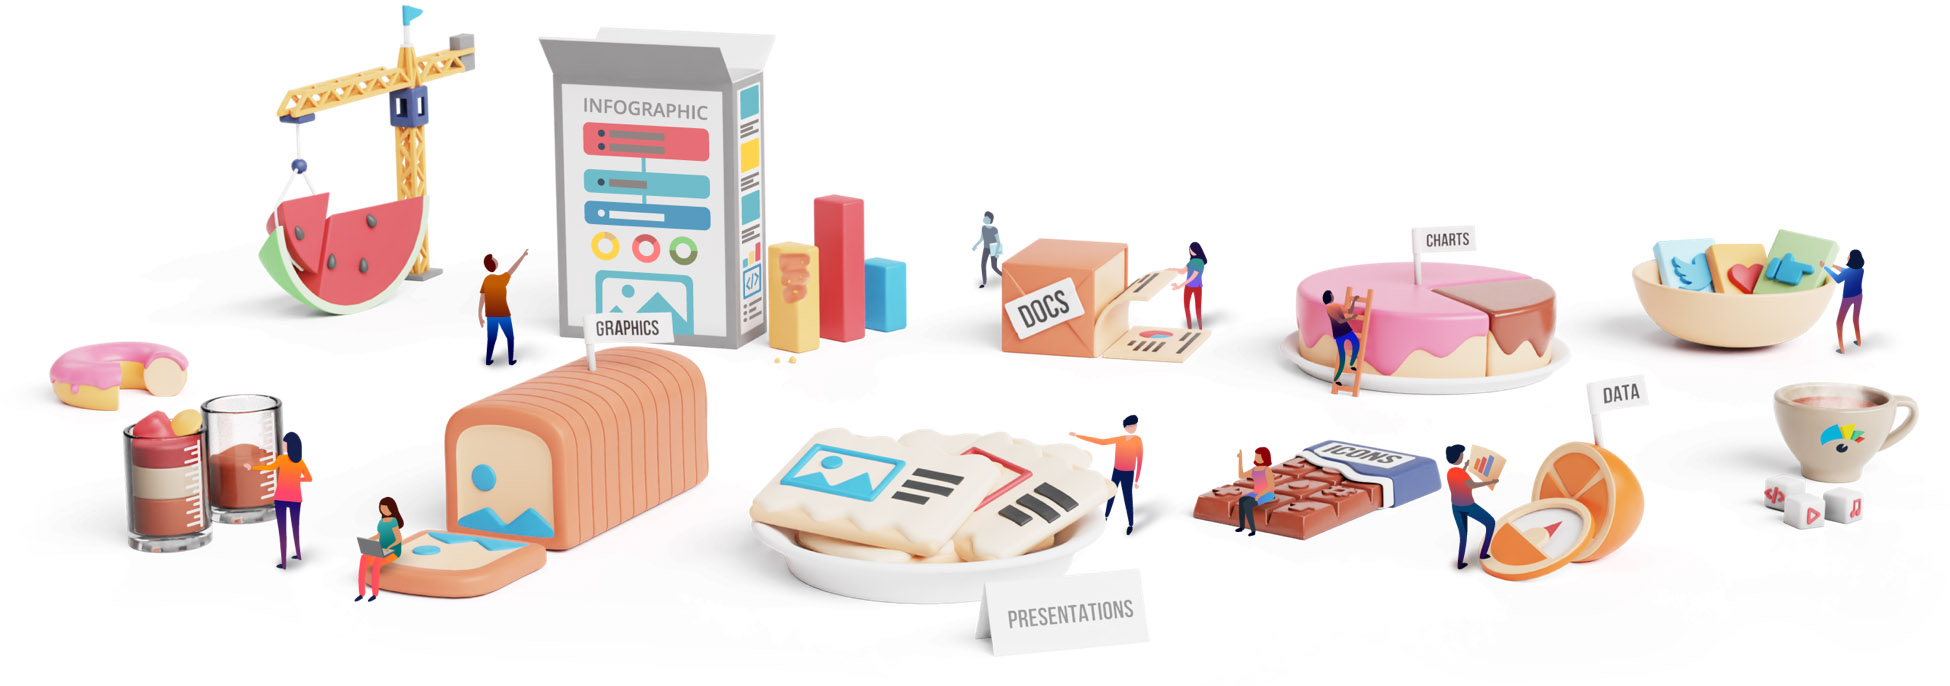 INFOGRAPHIC
GRAPHICS
DOCS
CHARTS
DATA
ICONS
PRESENTATIONS